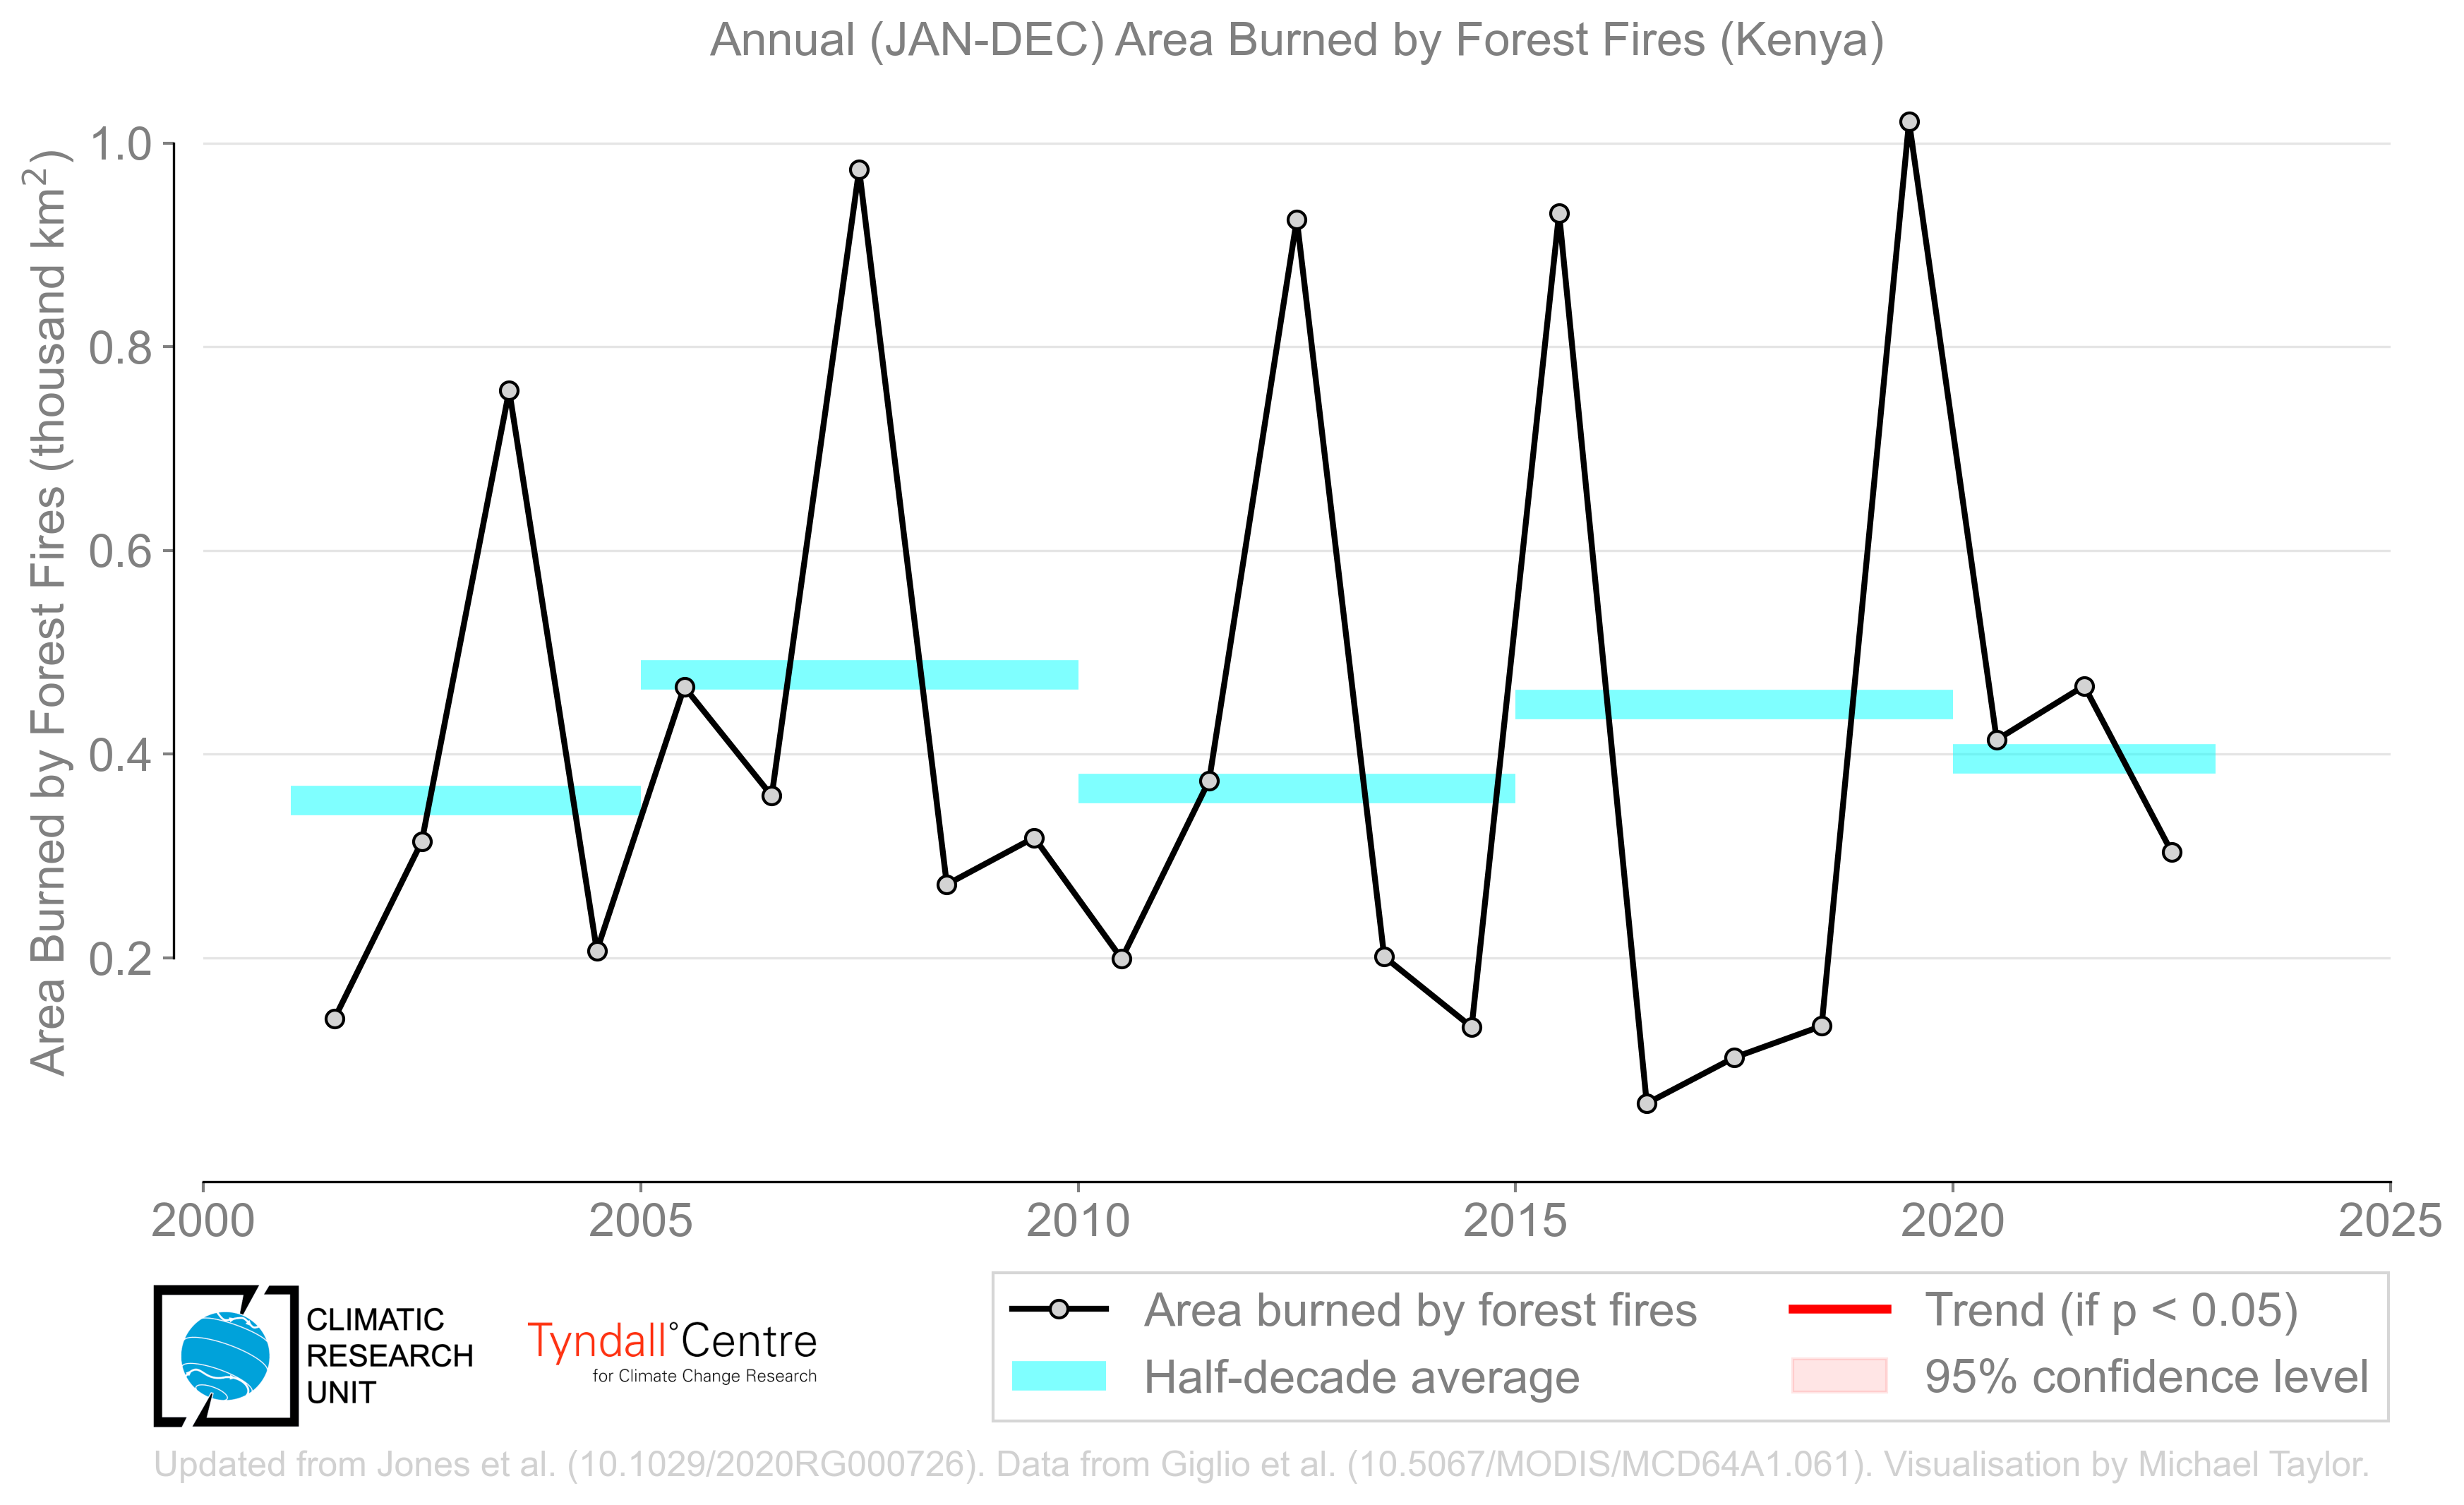 Annual (JAN-DEC) Area Burned by Forest Fires (Kenya)
Area Burned by Forest Fires (thousand km²)
1.0
0.8
0.6
0.4
0.2
2000 2005 2010 2015 2020 2025
CLIMATIC
RESEARCH
UNIT
Tyndall°Centre
for Climate Change Research
Area burned by forest fires
Half-decade average
Trend (if p < 0.05)
95% confidence level
Updated from Jones et al. (10.1029/2020RG000726). Data from Giglio et al. (10.5067/MODIS/MCD64A1.061). Visualisation by Michael Taylor.